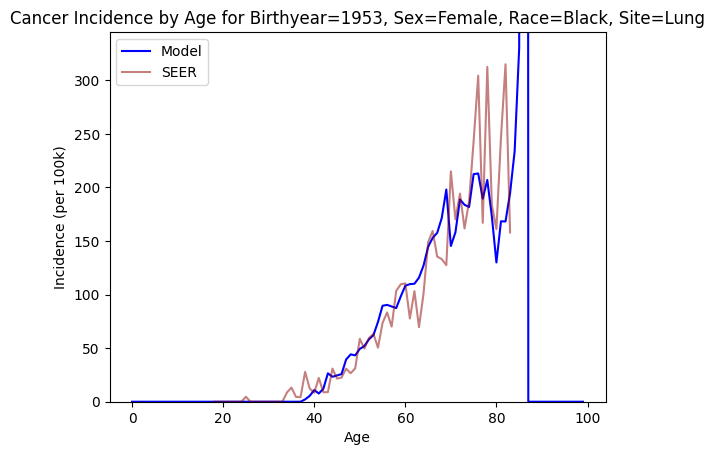 Cancer Incidence by Age for Birthyear=1953, Sex=Female, Race=Black, Site=Lung
Model
SEER
300
250
200
150
100
50
0
Incidence (per 100k)
0 20 40 60 80 100
Age